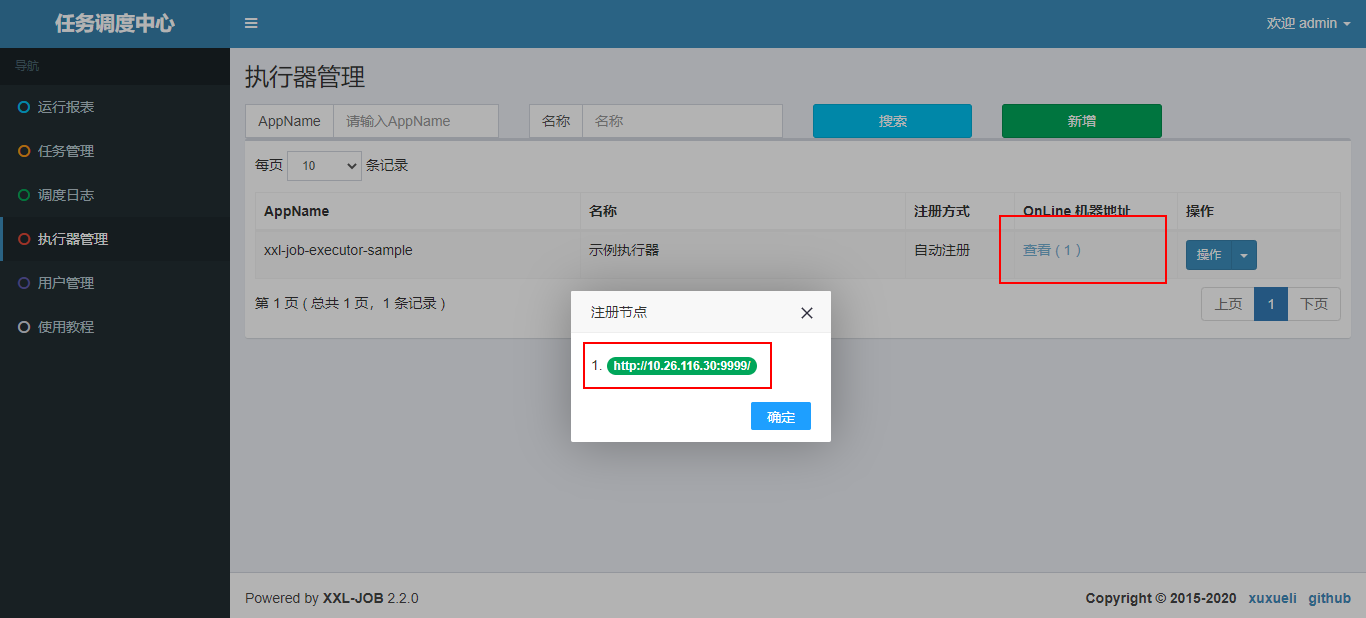 任务调度中心
欢迎 admin
导航
运行报表
任务管理
调度日志
执行器管理
用户管理
使用教程
执行器管理
AppName 请输入AppName 名称 名称 搜索 新增
每页 10 条记录
AppName 名称 注册方式 OnLine 机器地址 操作
xxl-job-executor-sample 示例执行器 自动注册 查看 ( 1 ) 操作
第 1 页 ( 总共 1 页，1 条记录 ) 上页 1 下页
注册节点
1. http://10.26.116.30:9999/
确定
Powered by XXL-JOB 2.2.0 Copyright © 2015-2020 xuxueli github